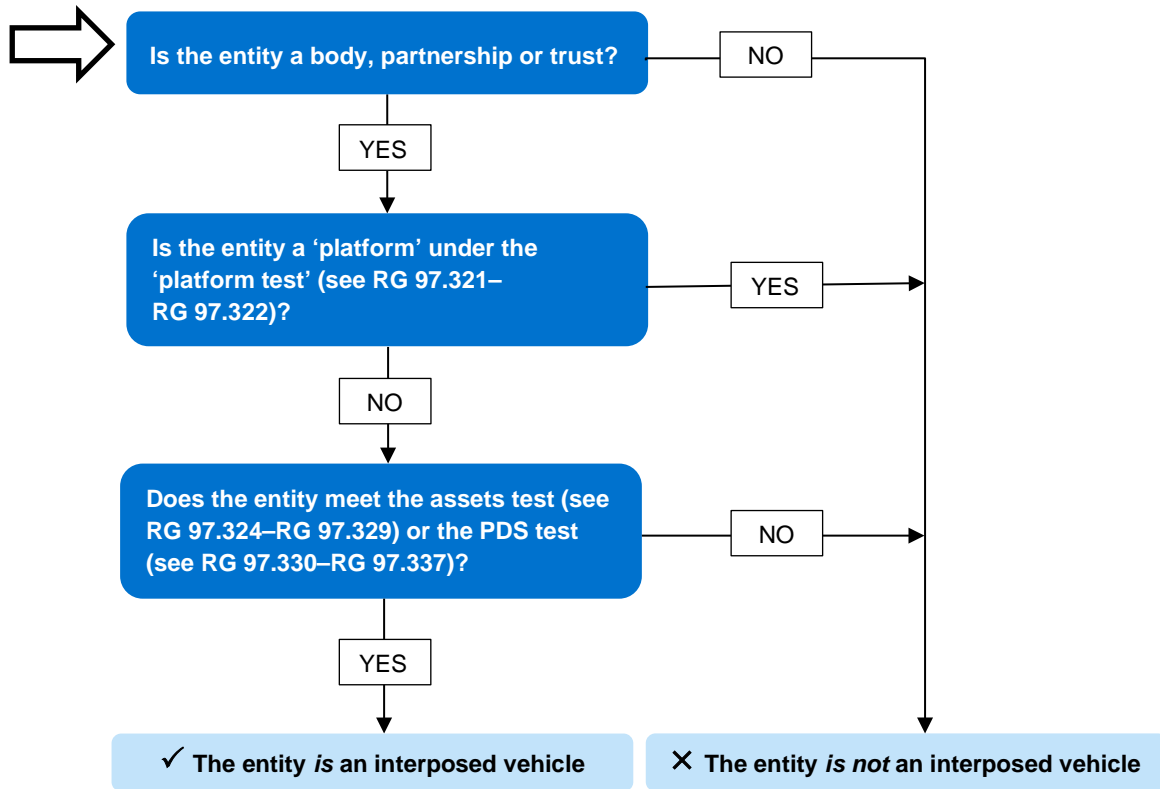 Is the entity a body, partnership or trust?
NO
YES
Is the entity a ‘platform’ under the
‘platform test’ (see RG 97.321–
RG 97.322)?
YES
NO
Does the entity meet the assets test (see
RG 97.324–RG 97.329) or the PDS test
(see RG 97.330–RG 97.337)?
NO
YES
✓ The entity is an interposed vehicle
✕ The entity is not an interposed vehicle